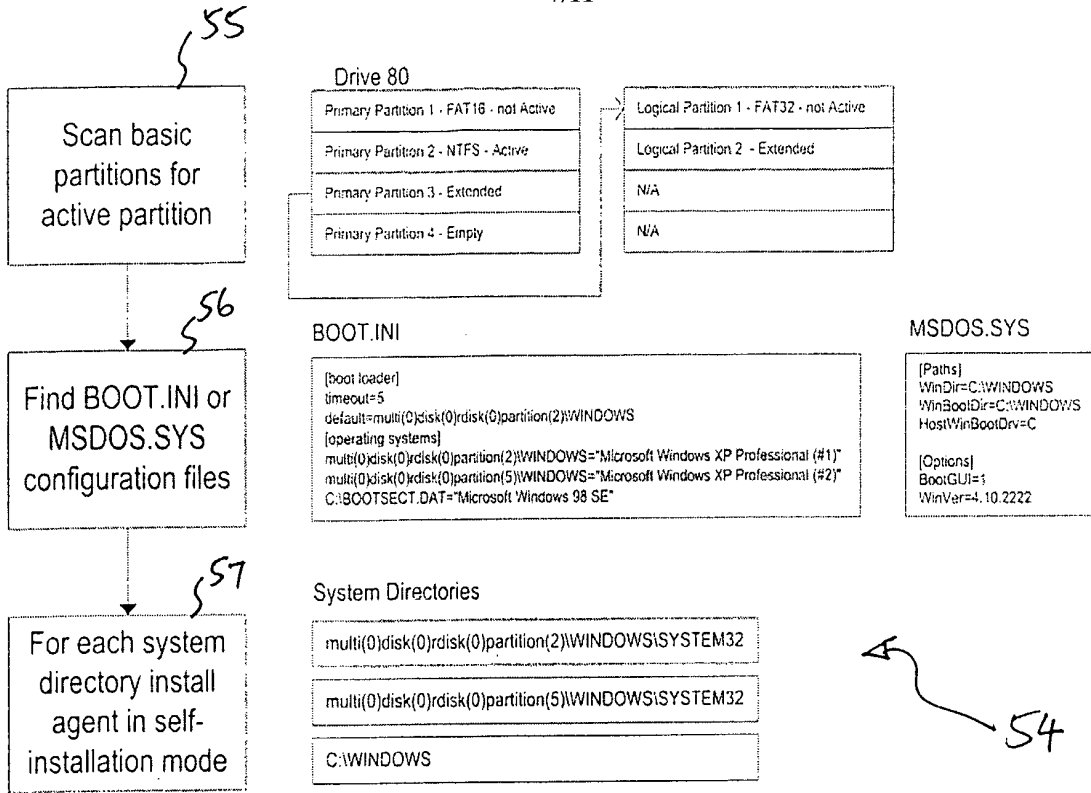 55
Scan basic
partitions for
active partition
Drive 80
Primary Partition 1 - FAT16 - not Active
Primary Partition 2 - NTFS - Active
Primary Partition 3 - Extended
Primary Partition 4 - Empty
Logical Partition 1 - FAT32 - not Active
Logical Partition 2 - Extended
N/A
N/A
56
Find BOOT.INI or
MSDOS.SYS
configuration files
BOOT.INI
[boot loader]
timeout=5
default=multi(0)disk(0)rdisk(0)partition(2)\WINDOWS
[operating systems]
multi(0)disk(0)rdisk(0)partition(2)\WINDOWS="Microsoft Windows XP Professional (#1)"
multi(0)disk(0)rdisk(0)partition(5)\WINDOWS="Microsoft Windows XP Professional (#2)"
C:\BOOTSECT.DAT="Microsoft Windows 98 SE"
MSDOS.SYS
[Paths]
WinDir=C:\WINDOWS
WinBootDir=C:\WINDOWS
HostWinBootDrv=C
[Options]
BootGUI=1
WinVer=4.10.2222
57
For each system
directory install
agent in self-
installation mode
System Directories
multi(0)disk(0)rdisk(0)partition(2)\WINDOWS\SYSTEM32
multi(0)disk(0)rdisk(0)partition(5)\WINDOWS\SYSTEM32
C:\WINDOWS
54